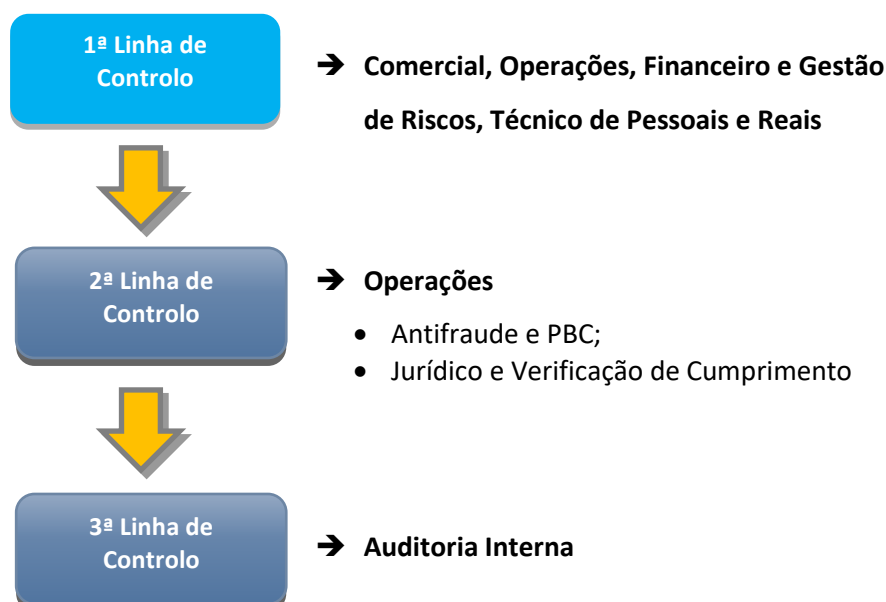 1ª Linha de
Controlo
➔ Comercial, Operações, Financeiro e Gestão
de Riscos, Técnico de Pessoais e Reais
2ª Linha de
Controlo
➔ Operações
• Antifraude e PBC;
• Jurídico e Verificação de Cumprimento
3ª Linha de
Controlo
➔ Auditoria Interna